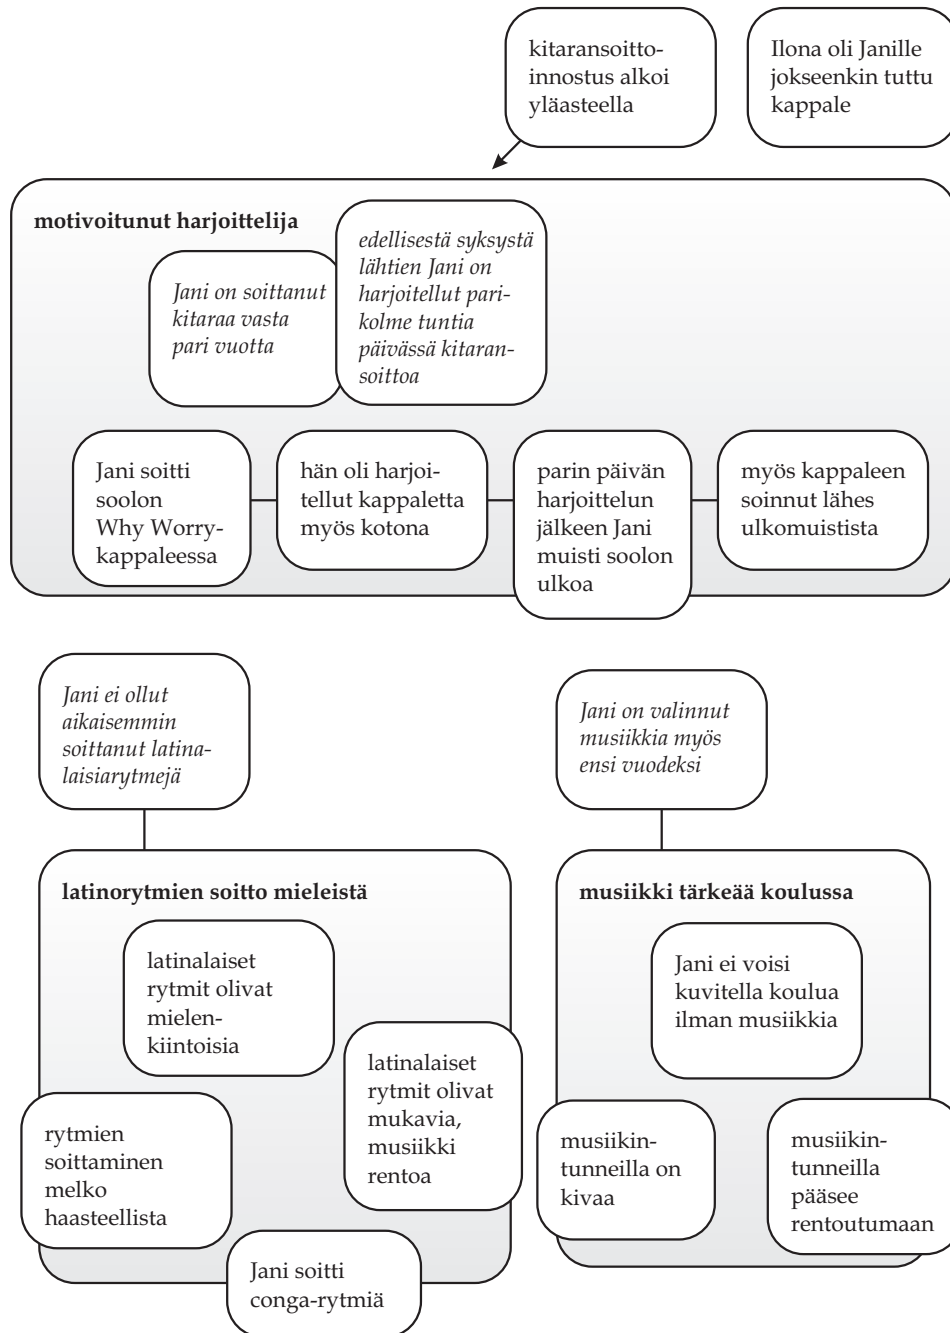 kitaransoitto-
innostus alkoi
yläasteella
Ilona oli Janille
jokseenkin tuttu
kappale
motivoitunut harjoittelija
Jani on soittanut
kitaraa vasta
pari vuotta
edellisestä syksystä
lähtien Jani on
harjoitellut pari-
kolme tuntia
päivässä kitaran-
soittoa
Jani soitti
soolon
Why Worry-
kappaleessa
hän oli harjoi-
tellut kappaletta
myös kotona
parin päivän
harjoittelun
jälkeen Jani
muisti soolon
ulkoa
myös kappaleen
soinnut lähes
ulkomuistista
Jani ei ollut
aikaisemmin
soittanut latina-
laisiarytmejä
Jani on valinnut
musiikkia myös
ensi vuodeksi
latinorytmien soitto mieleistä
latinalaiset
rytmit olivat
mielen-
kiintoisia
latinalaiset
rytmit olivat
mukavia,
musiikki
rentoa
rytmien
soittaminen
melko
haasteellista
Jani soitti
conga-rytmiä
musiikki tärkeää koulussa
Jani ei voisi
kuvitella koulua
ilman musiikkia
musiikin-
tunneilla on
kivaa
musiikin-
tunneilla
pääsee
rentoutumaan